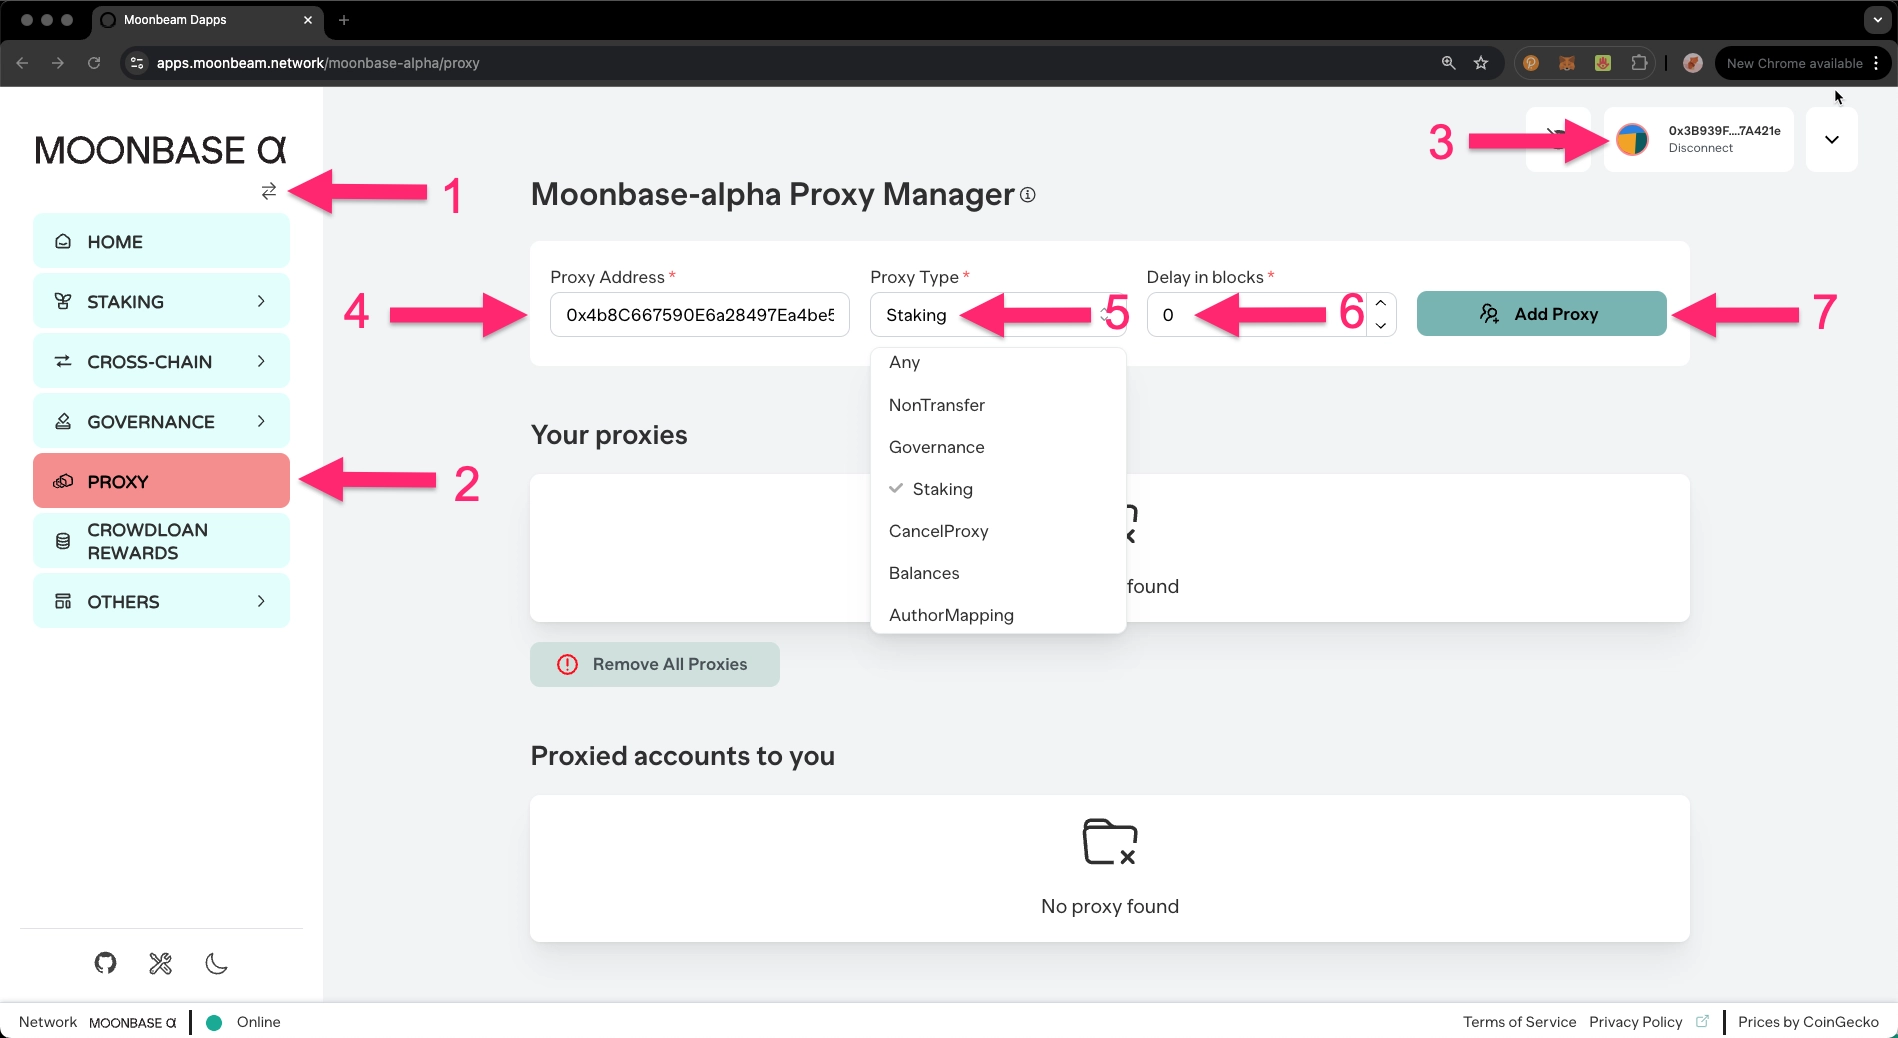 Moonbeam Dapps
apps.moonbeam.network/moonbase-alpha/proxy
New Chrome available
MOONBASE α
1
HOME
STAKING
CROSS-CHAIN
GOVERNANCE
PROXY
2
CROWDLOAN
REWARDS
OTHERS
3
0x3B939F....7A421e
Disconnect
Moonbase-alpha Proxy Manager
Proxy Address *
Proxy Type *
Delay in blocks *
4
0x4b8C667590E6a28497Ea4be5
Staking
5
0
6
Add Proxy
7
Any
NonTransfer
Governance
Staking
CancelProxy
Balances
AuthorMapping
Your proxies
found
Remove All Proxies
Proxied accounts to you
No proxy found
Network MOONBASE α Online
Terms of Service Privacy Policy Prices by CoinGecko